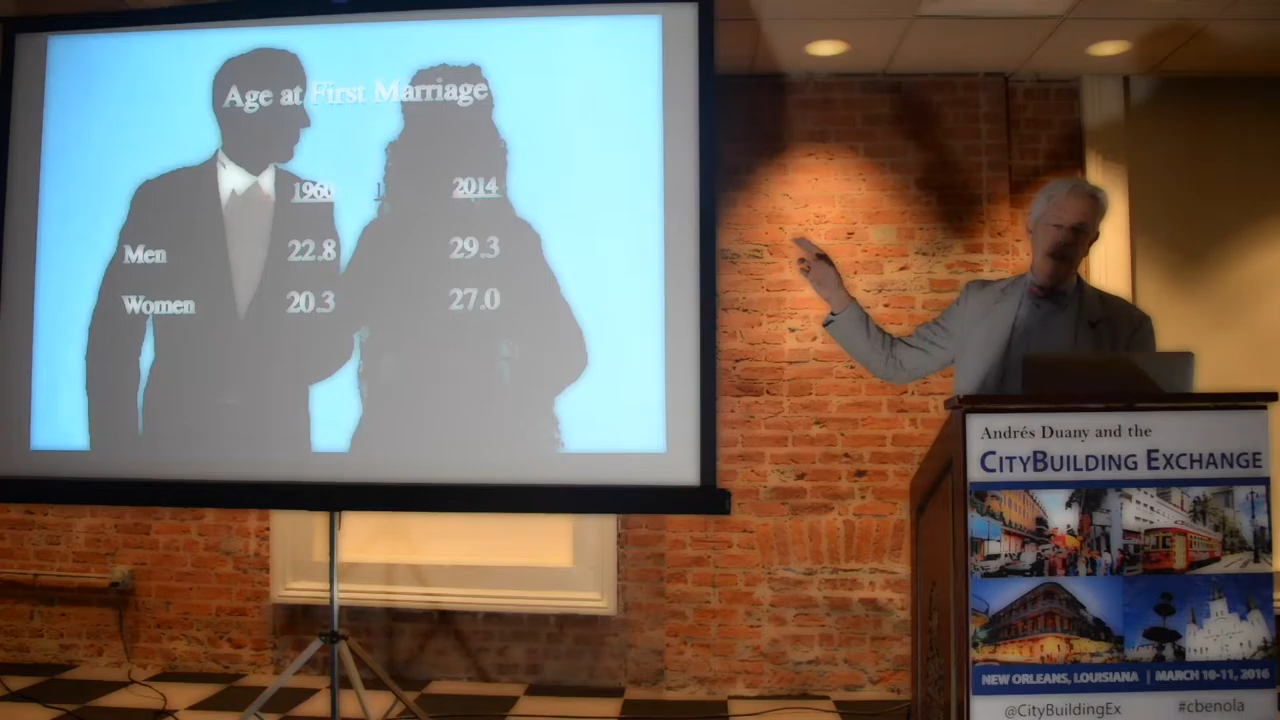 Age at First Marriage
1960 2014
Men 22.8 29.3
Women 20.3 27.0
Andrés Duany and the
CITYBUILDING EXCHANGE
NEW ORLEANS, LOUISIANA | MARCH 10-11, 2016
@CityBuildingEx #cbenola